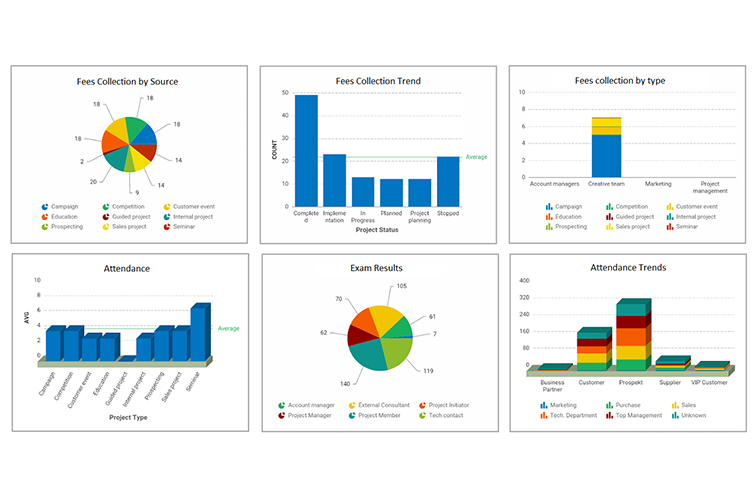 Fees Collection by Source
18
18
18
18
18
2
14
20
14
9
Campaign Competition Customer event
Education Guided project Internal project
Prospecting Sales project Seminar
Fees Collection Trend
50
40
30
20
10
0
COUNT
Average
Complete
d
Impleme
ntation
In
Progress
Planned
Project
planning
Stopped
Project Status
Fees collection by type
10
8
6
4
2
0
Account managers Creative team Marketing Project
management
Campaign Competition Customer event
Education Guided project Internal project
Prospecting Sales project Seminar
Attendance
10
8
6
4
2
0
AVG
Average
Campaign
Competition
Customer event
Education
Guided project
Internal project
Prospecting
Sales project
Seminar
Project Type
Exam Results
105
70
61
62
7
119
140
Account manager External Consultant Project Initiator
Project Manager Project Member Tech contact
Attendance Trends
400
320
240
160
80
0
Business
Partner
Customer
Prospekt
Supplier
VIP Customer
Marketing Purchase Sales
Tech. Department Top Management Unknown